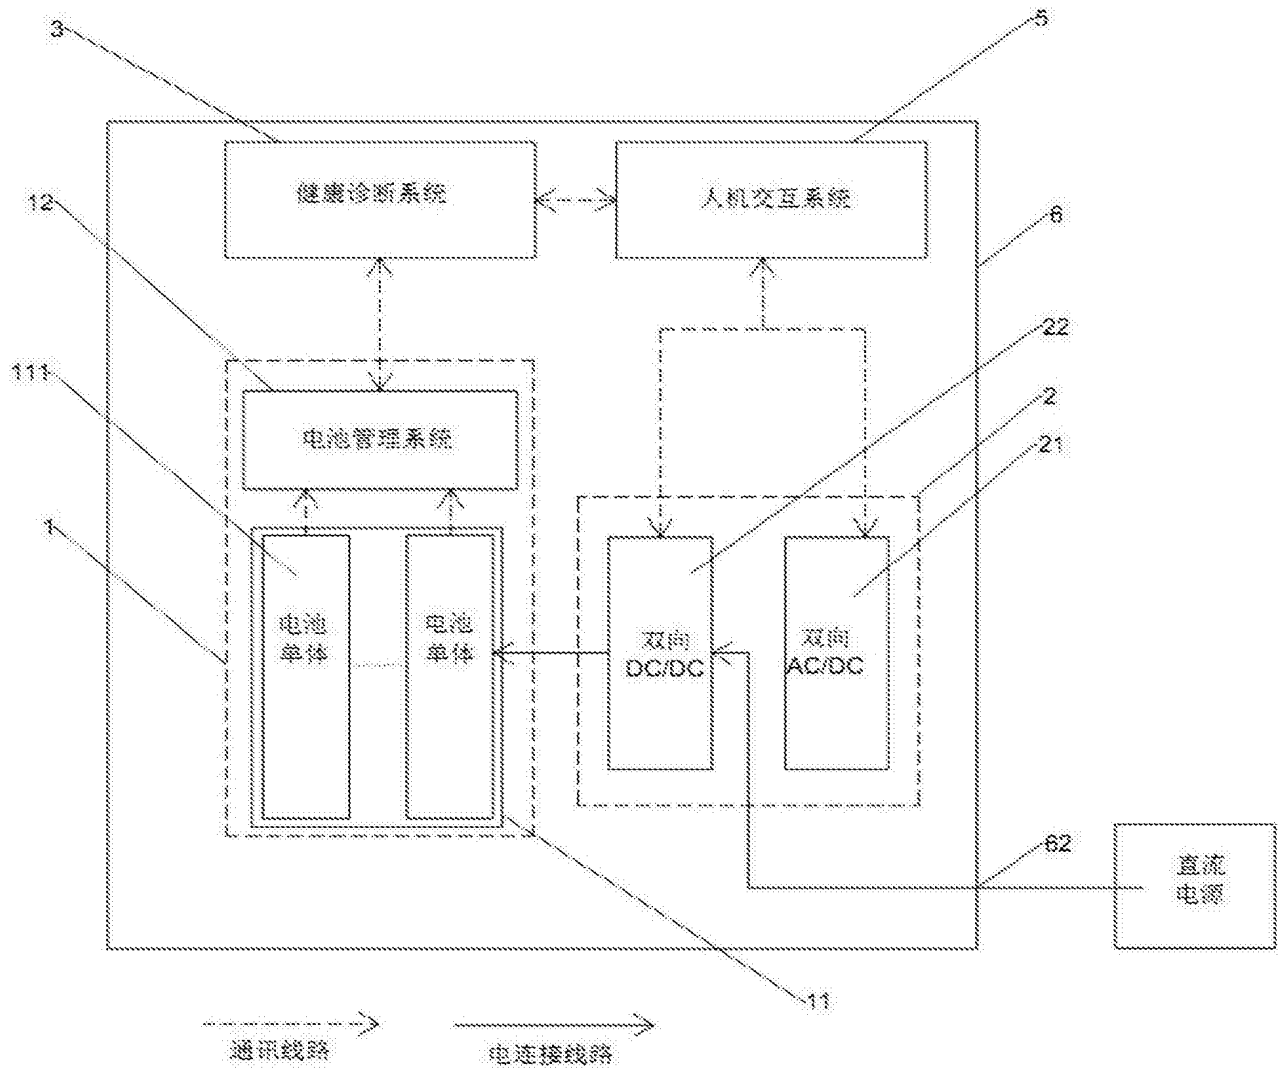 3
5
健康诊断系统
人机交互系统
12
6
22
111
2
电池管理系统
21
1
电池
单体
电池
单体
双向
DC/DC
双向
AC/DC
62
直流
电源
11
通讯线路
电连接线路